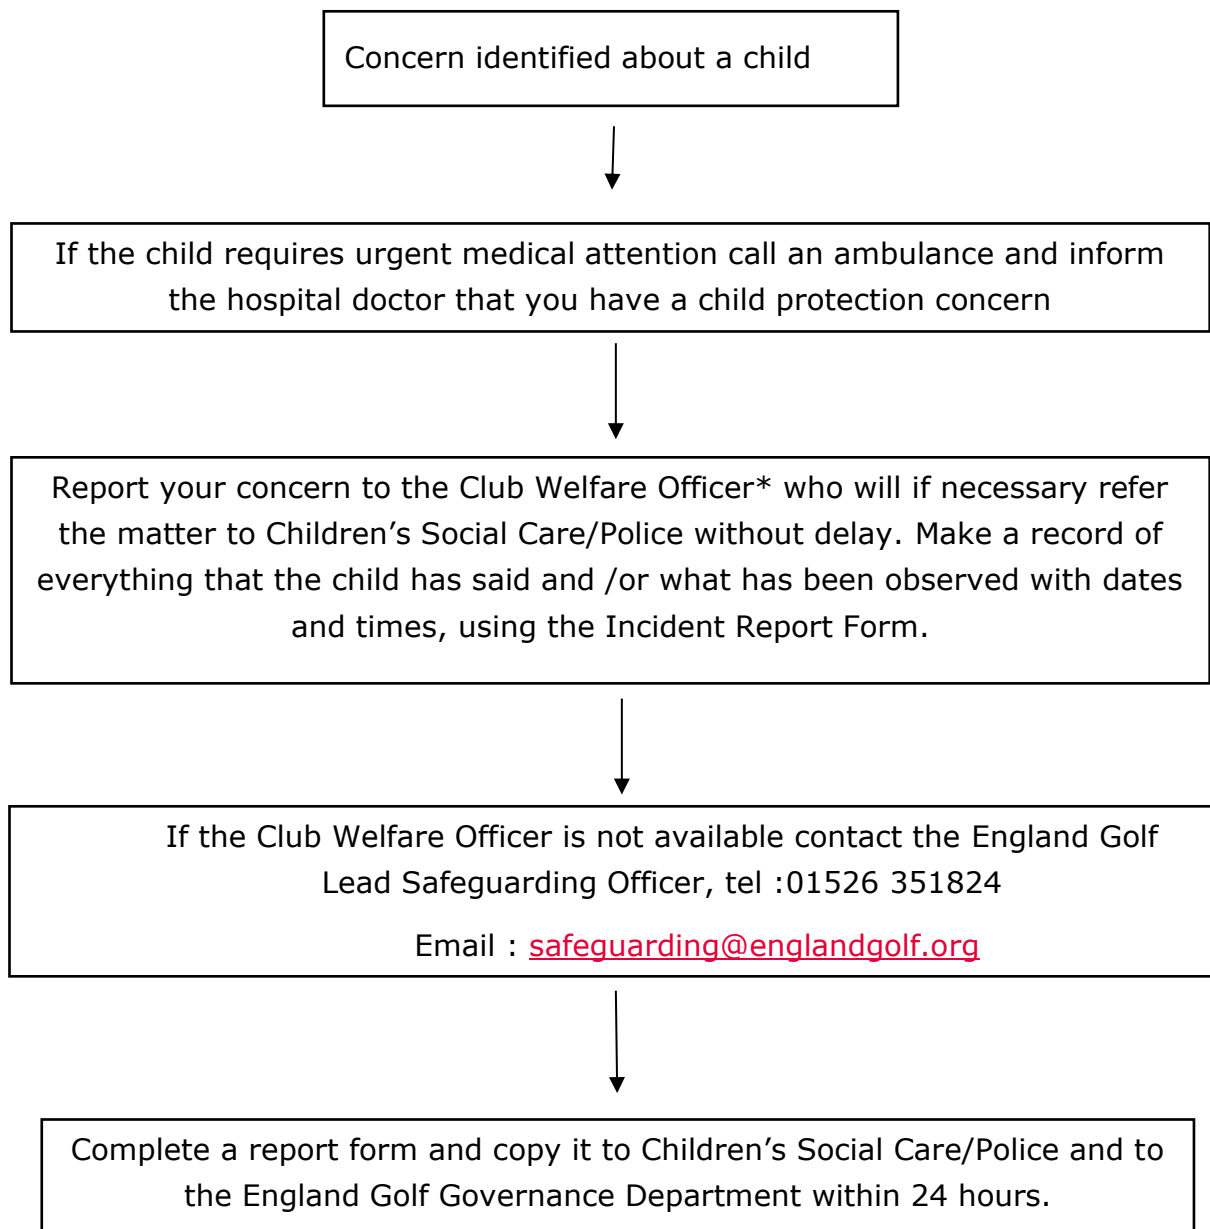 Concern identified about a child
If the child requires urgent medical attention call an ambulance and inform
the hospital doctor that you have a child protection concern
Report your concern to the Club Welfare Officer* who will if necessary refer
the matter to Children’s Social Care/Police without delay. Make a record of
everything that the child has said and /or what has been observed with dates
and times, using the Incident Report Form.
If the Club Welfare Officer is not available contact the England Golf
Lead Safeguarding Officer, tel :01526 351824
Email : safeguarding@englandgolf.org
Complete a report form and copy it to Children’s Social Care/Police and to
the England Golf Governance Department within 24 hours.